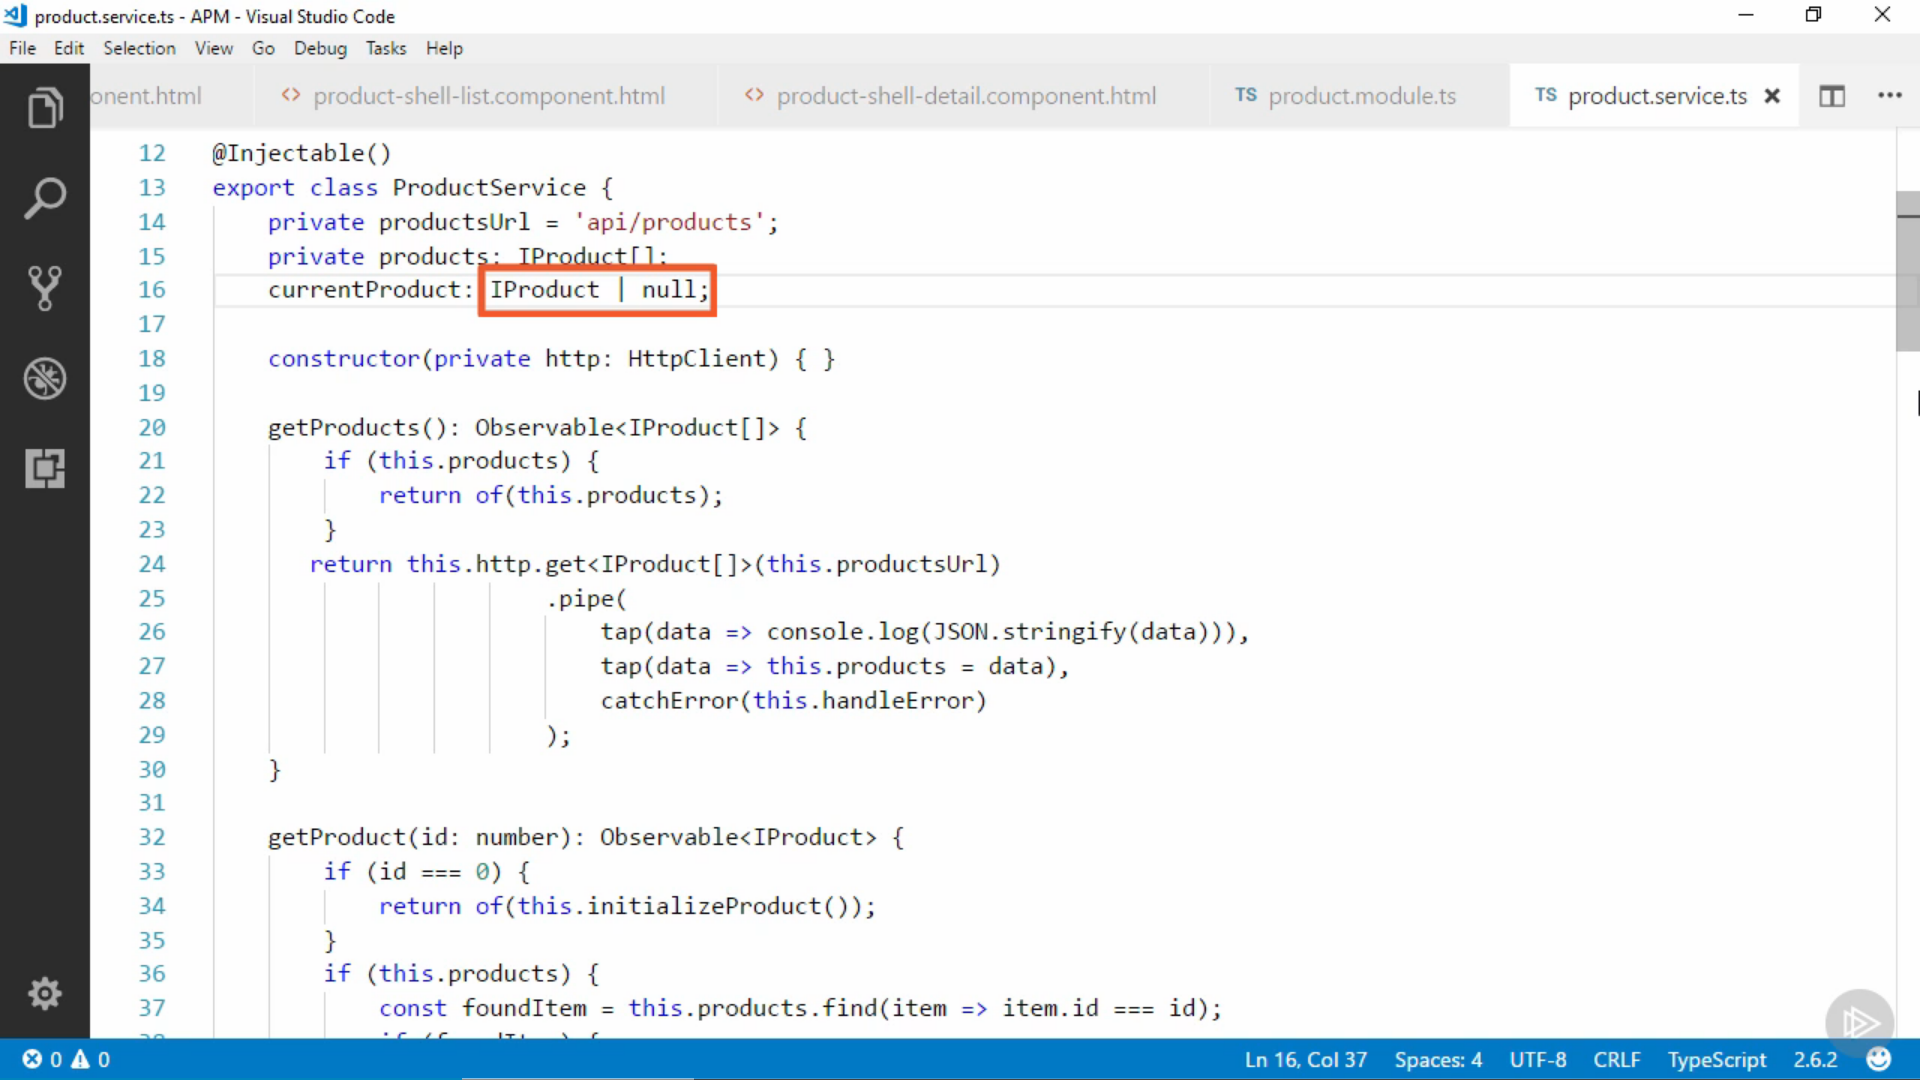 product.service.ts - APM - Visual Studio Code
File Edit Selection View Go Debug Tasks Help
onent.html <> product-shell-list.component.html <> product-shell-detail.component.html TS product.module.ts TS product.service.ts
12 @Injectable()
13 export class ProductService {
14 private productsUrl = 'api/products';
15 private products: IProduct[];
16 currentProduct: IProduct | null;
17
18 constructor(private http: HttpClient) { }
19
20 getProducts(): Observable<IProduct[]> {
21 if (this.products) {
22 return of(this.products);
23 }
24 return this.http.get<IProduct[]>(this.productsUrl)
25 .pipe(
26 tap(data => console.log(JSON.stringify(data))),
27 tap(data => this.products = data),
28 catchError(this.handleError)
29 );
30 }
31
32 getProduct(id: number): Observable<IProduct> {
33 if (id === 0) {
34 return of(this.initializeProduct());
35 }
36 if (this.products) {
37 const foundItem = this.products.find(item => item.id === id);
0 0 Ln 16, Col 37 Spaces: 4 UTF-8 CRLF TypeScript 2.6.2